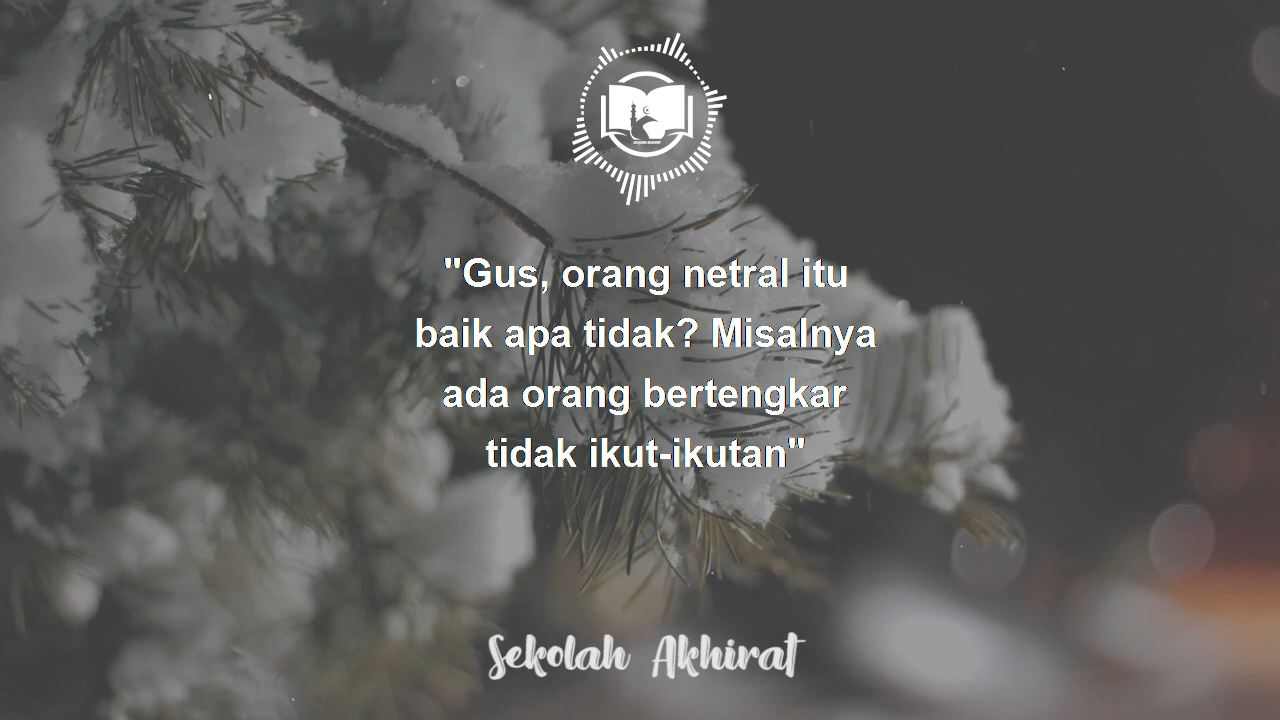 "Gus, orang netral itu
baik apa tidak? Misalnya
ada orang bertengkar
tidak ikut-ikutan"
Sekolah Akhirat